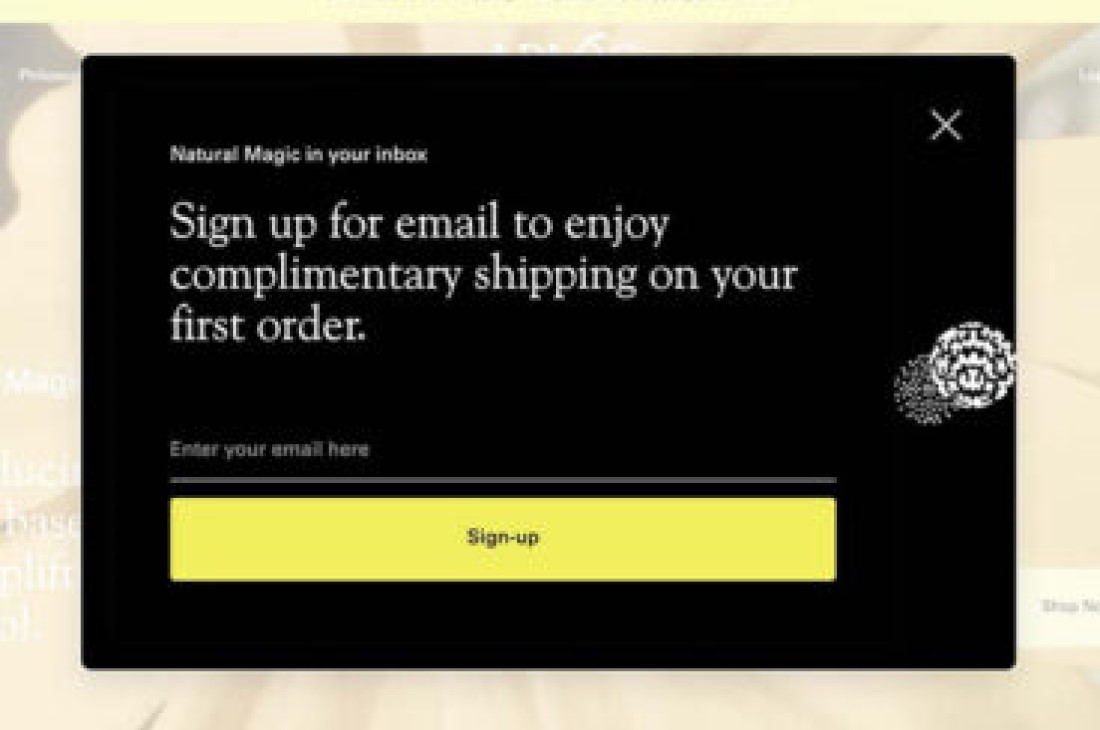 Natural Magic in your inbox
Sign up for email to enjoy
complimentary shipping on your
first order.
Enter your email here
Sign-up